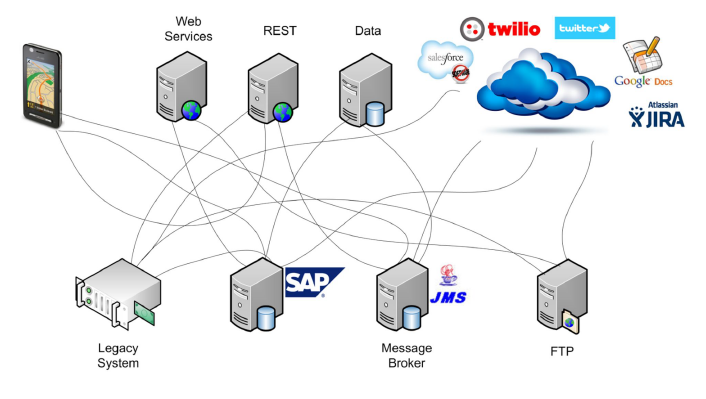 Web
Services
REST
Data
twilio
twitter
salesforce
Google Docs
Atlassian
JIRA
SAP
JMS
Legacy
System
Message
Broker
FTP